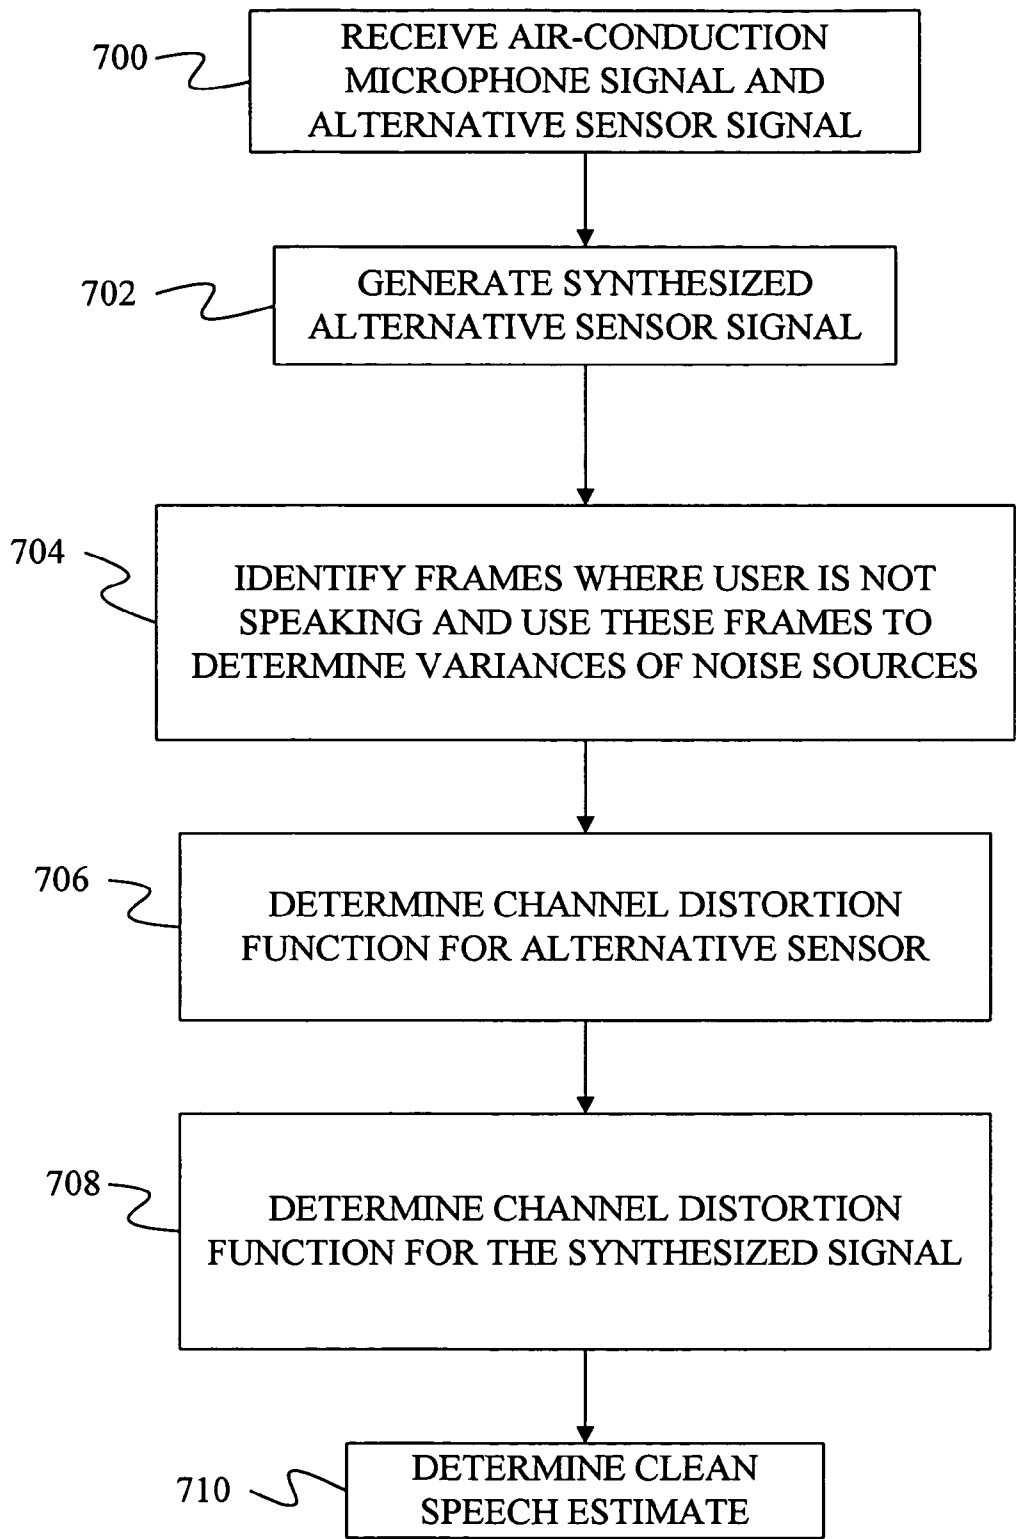 700
RECEIVE AIR-CONDUCTION
MICROPHONE SIGNAL AND
ALTERNATIVE SENSOR SIGNAL
702
GENERATE SYNTHESIZED
ALTERNATIVE SENSOR SIGNAL
704
IDENTIFY FRAMES WHERE USER IS NOT
SPEAKING AND USE THESE FRAMES TO
DETERMINE VARIANCES OF NOISE SOURCES
706
DETERMINE CHANNEL DISTORTION
FUNCTION FOR ALTERNATIVE SENSOR
708
DETERMINE CHANNEL DISTORTION
FUNCTION FOR THE SYNTHESIZED SIGNAL
710
DETERMINE CLEAN
SPEECH ESTIMATE